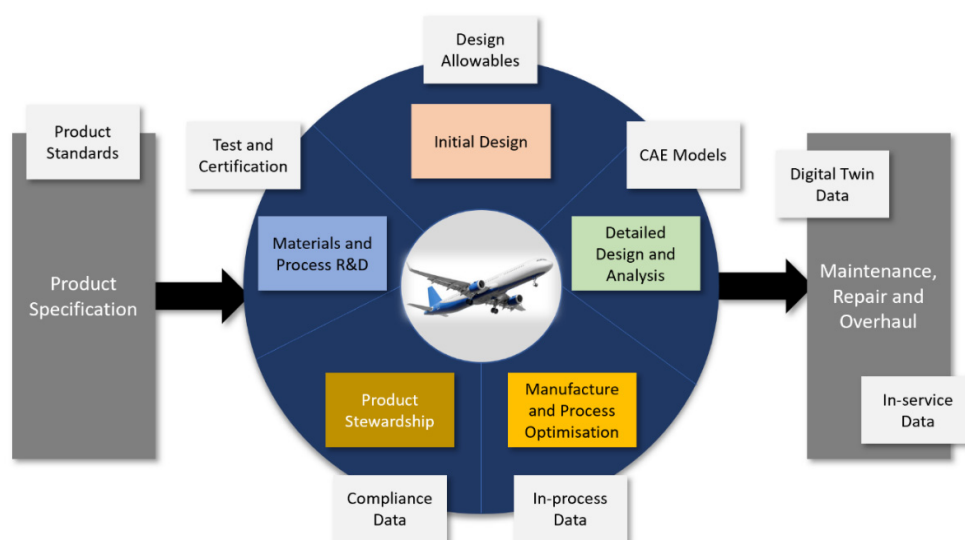 Design
Allowables
Product
Standards
Test and
Certification
Initial Design
CAE Models
Digital Twin
Data
Materials and
Process R&D
Detailed
Design and
Analysis
Product
Specification
Maintenance,
Repair and
Overhaul
Product
Stewardship
Manufacture
and Process
Optimisation
In-service
Data
Compliance
Data
In-process
Data